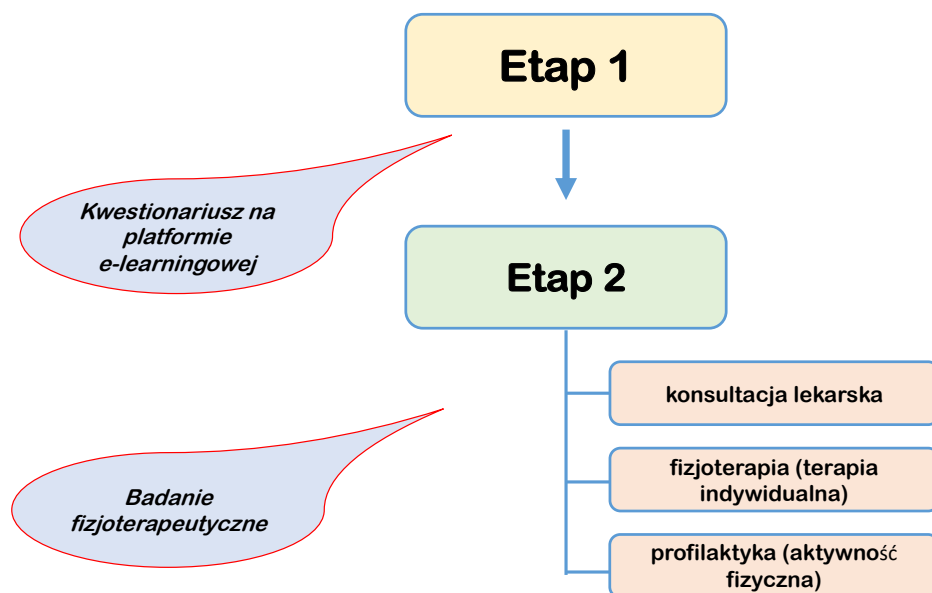 Etap 1
Kwestionariusz na
platformie
e-learningowej
Etap 2
konsultacja lekarska
fizjoterapia (terapia
indywidualna)
Badanie
fizjoterapeutyczne
profilaktyka (aktywność
fizyczna)